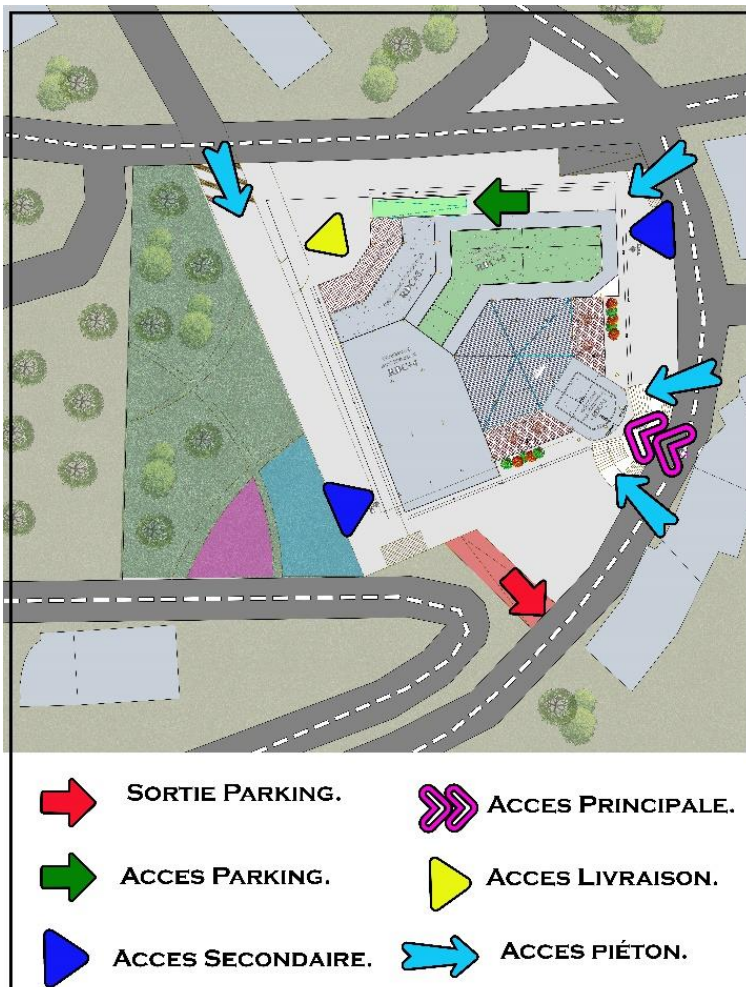 SORTIE PARKING.
ACCES PRINCIPALE.
ACCES PARKING.
ACCES LIVRAISON.
ACCES SECONDAIRE.
ACCES PIÉTON.